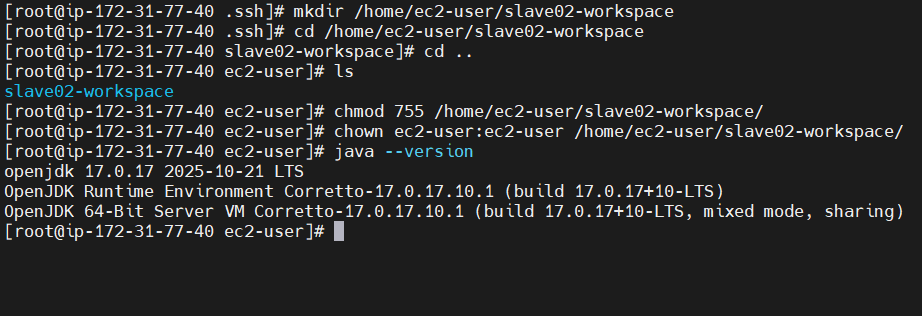 [root@ip-172-31-77-40 .ssh]# mkdir /home/ec2-user/slave02-workspace
[root@ip-172-31-77-40 .ssh]# cd /home/ec2-user/slave02-workspace
[root@ip-172-31-77-40 slave02-workspace]# cd ..
[root@ip-172-31-77-40 ec2-user]# ls
slave02-workspace
[root@ip-172-31-77-40 ec2-user]# chmod 755 /home/ec2-user/slave02-workspace/
[root@ip-172-31-77-40 ec2-user]# chown ec2-user:ec2-user /home/ec2-user/slave02-workspace/
[root@ip-172-31-77-40 ec2-user]# java --version
openjdk 17.0.17 2025-10-21 LTS
OpenJDK Runtime Environment Corretto-17.0.17.10.1 (build 17.0.17+10-LTS)
OpenJDK 64-Bit Server VM Corretto-17.0.17.10.1 (build 17.0.17+10-LTS, mixed mode, sharing)
[root@ip-172-31-77-40 ec2-user]#